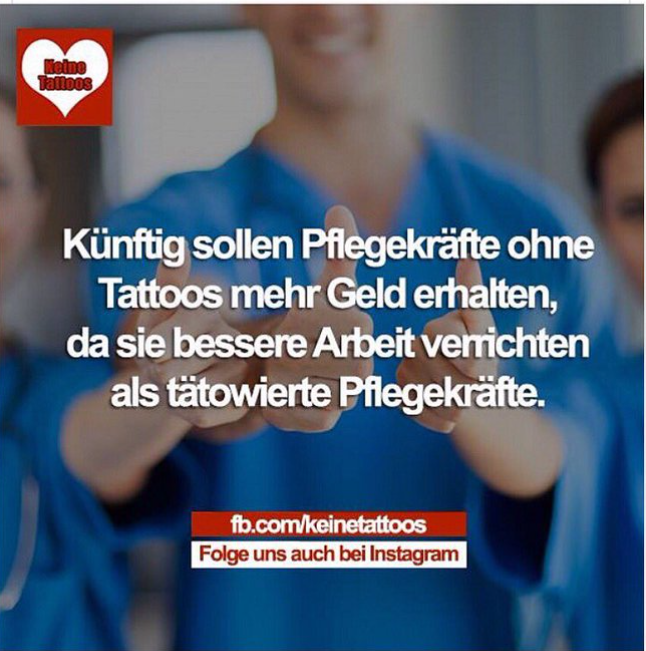 Keine
Tattoos
Künftig sollen Pflegekräfte ohne
Tattoos mehr Geld erhalten,
da sie bessere Arbeit verrichten
als tätowierte Pflegekräfte.
fb.com/keinetattoos
Folge uns auch bei Instagram